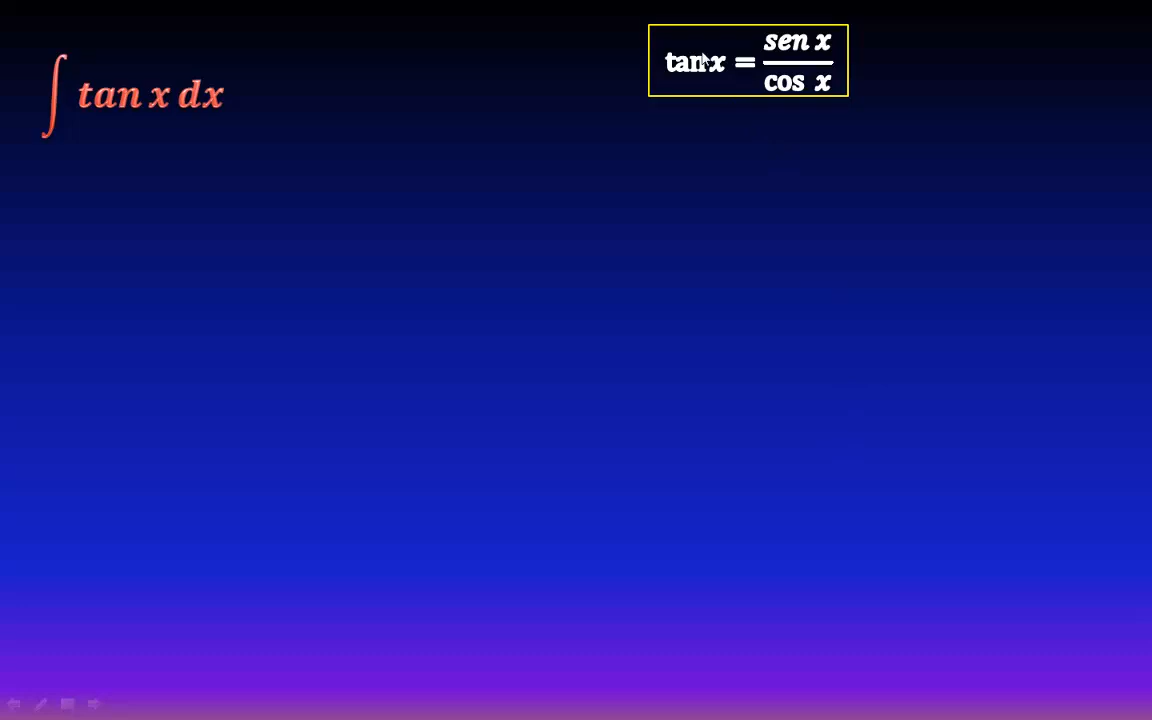 ∫ tan x dx
tan x = sen x / cos x